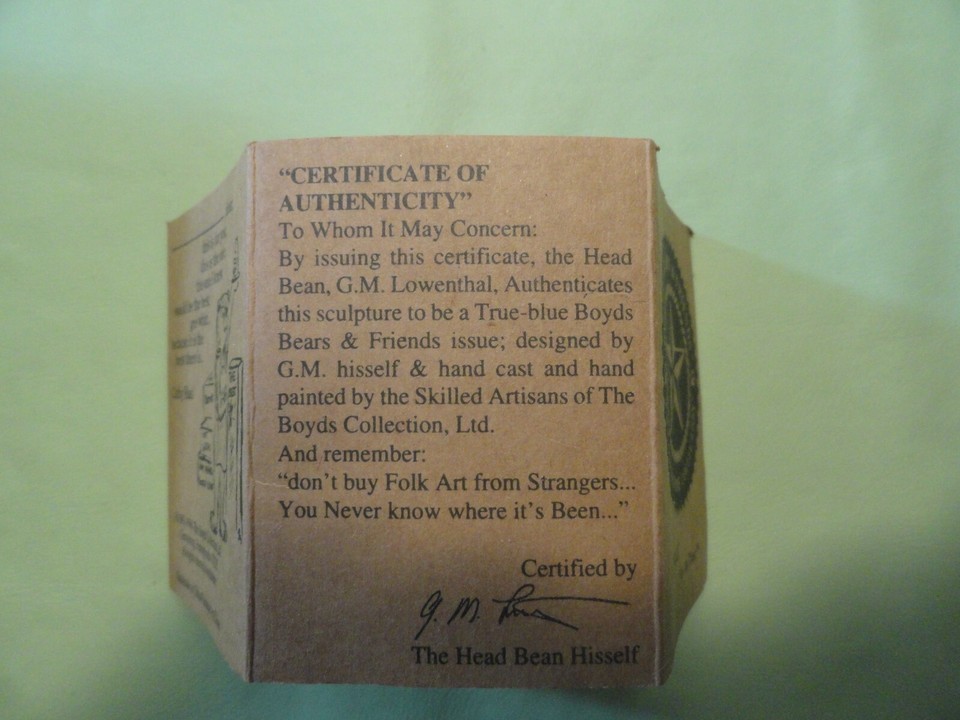 “CERTIFICATE OF
AUTHENTICITY”
To Whom It May Concern:
By issuing this certificate, the Head
Bean, G.M. Lowenthal, Authenticates
this sculpture to be a True-blue Boyds
Bears & Friends issue; designed by
G.M. hisself & hand cast and hand
painted by the Skilled Artisans of The
Boyds Collection, Ltd.
And remember:
“don't buy Folk Art from Strangers...
You Never know where it's Been...”
Certified by
G. M.
The Head Bean Hisself